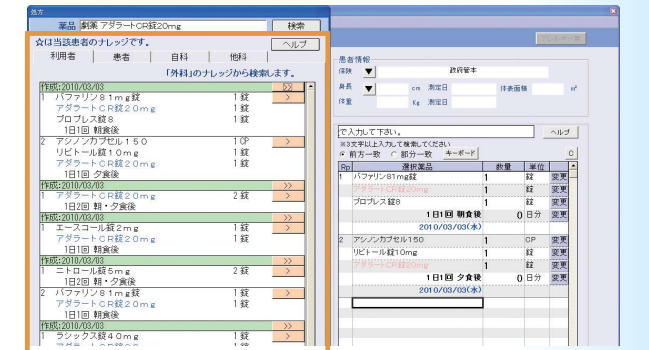 処方
薬品 劇薬 アダラートCR錠20mg 検索
☆は当該患者のナレッジです。 ヘルプ
利用者 患者 自科 他科
「外科」のナレッジから検索します。
作成:2010/03/03 >>
1 バファリン81mg錠 1 錠 >
アダラートCR錠20mg 1 錠
ブロプレス錠8 1 錠
1日1回 朝食後
2 アシノンカプセル150 1 CP >
リピトール錠10mg 1 錠
アダラートCR錠20mg 1 錠
1日1回 夕食後
作成:2010/03/03 >>
1 アダラートCR錠20mg 2 錠 >
1日2回 朝・夕食後
作成:2010/03/03 >>
1 エースコール錠2mg 1 錠 >
アダラートCR錠20mg 1 錠
1日1回 朝食後
作成:2010/03/03 >>
1 ニトロール錠5mg 2 錠 >
1日2回 朝・夕食後
2 バファリン81mg錠 1 錠 >
アダラートCR錠20mg 1 錠
1日1回 朝食後
作成:2010/03/03 >>
1 ラシックス錠40mg 1 錠 >
アダラートCR錠20mg 1 錠
患者情報
保険 ▼ 政府管本
身長 ▼ cm 測定日 体表面積 m²
体重 Kg 測定日
で入力して下さい。 ヘルプ
※3文字以上入力して検索してください
前方一致 部分一致 キーボード C
Rp 選択薬品 数量 単位
1 バファリン81mg錠 1 錠 変更
アダラートCR錠20mg 1 錠 変更
ブロプレス錠8 1 錠 変更
1日1回 朝食後 0 日分 変更
2010/03/03(水)
2 アシノンカプセル150 1 CP 変更
リピトール錠10mg 1 錠 変更
アダラートCR錠20mg 1 錠 変更
1日1回 夕食後 0 日分 変更
2010/03/03(水)